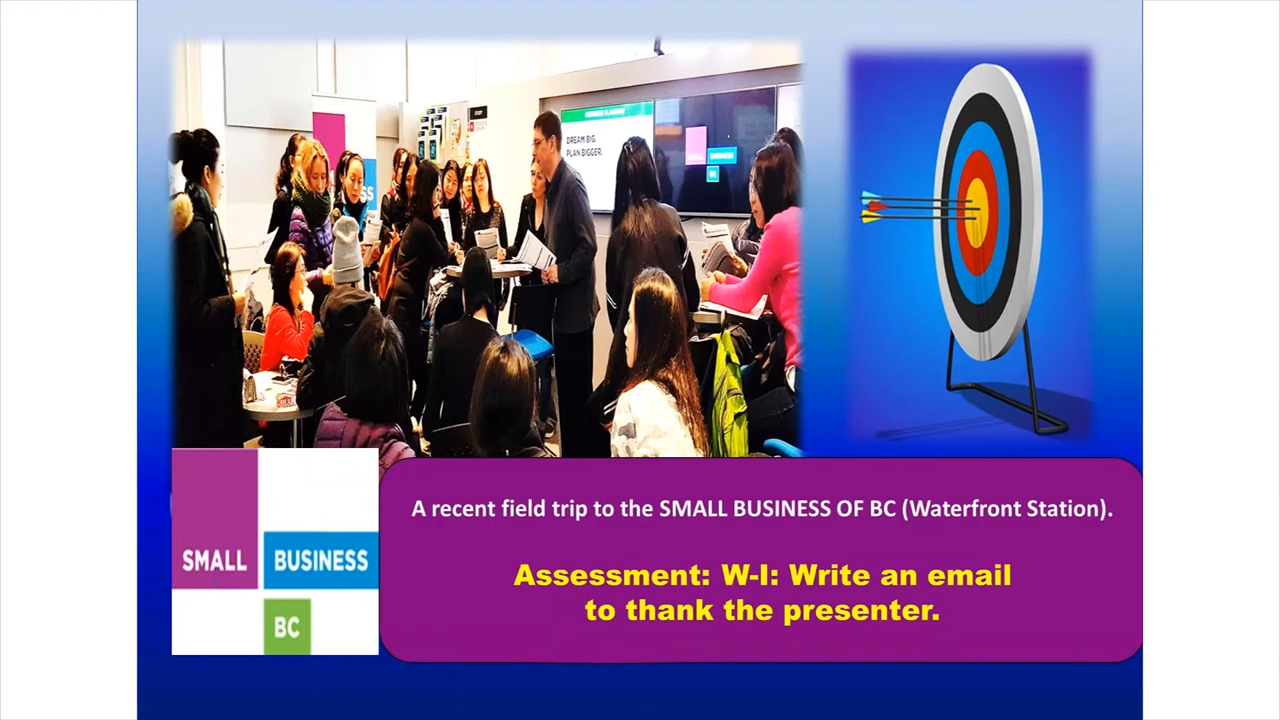 DREAM BIG.
PLAN BIGGER.
SMALL
BUSINESS
BC
A recent field trip to the SMALL BUSINESS OF BC (Waterfront Station).
Assessment: W-I: Write an email
to thank the presenter.